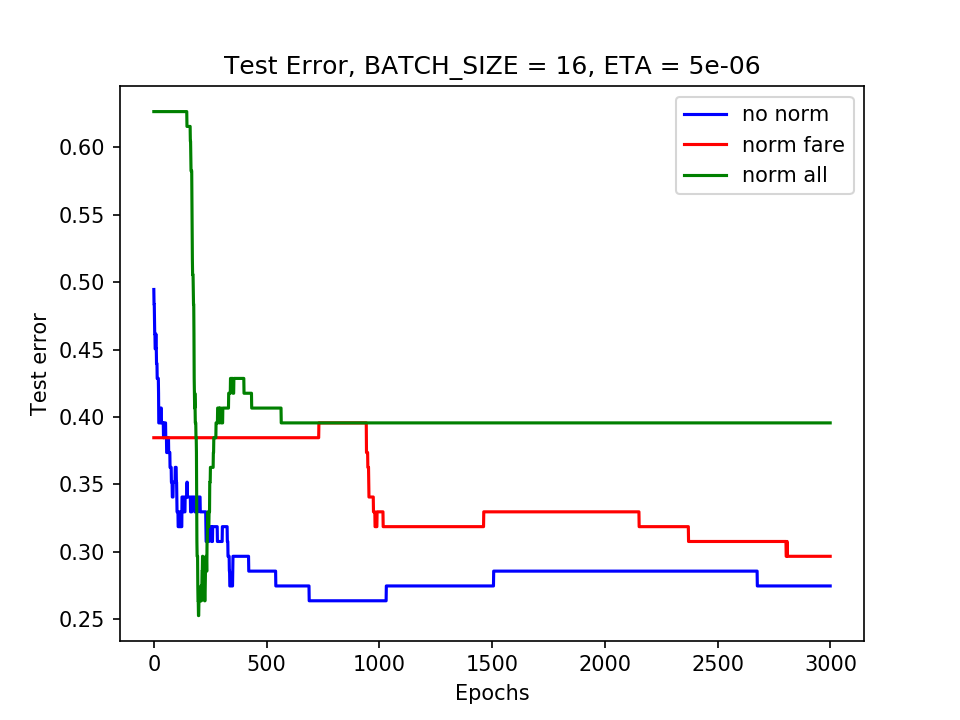 Test Error, BATCH_SIZE = 16, ETA = 5e-06
no norm
norm fare
norm all
0.60
0.55
0.50
0.45
0.40
0.35
0.30
0.25
Test error
0 500 1000 1500 2000 2500 3000
Epochs